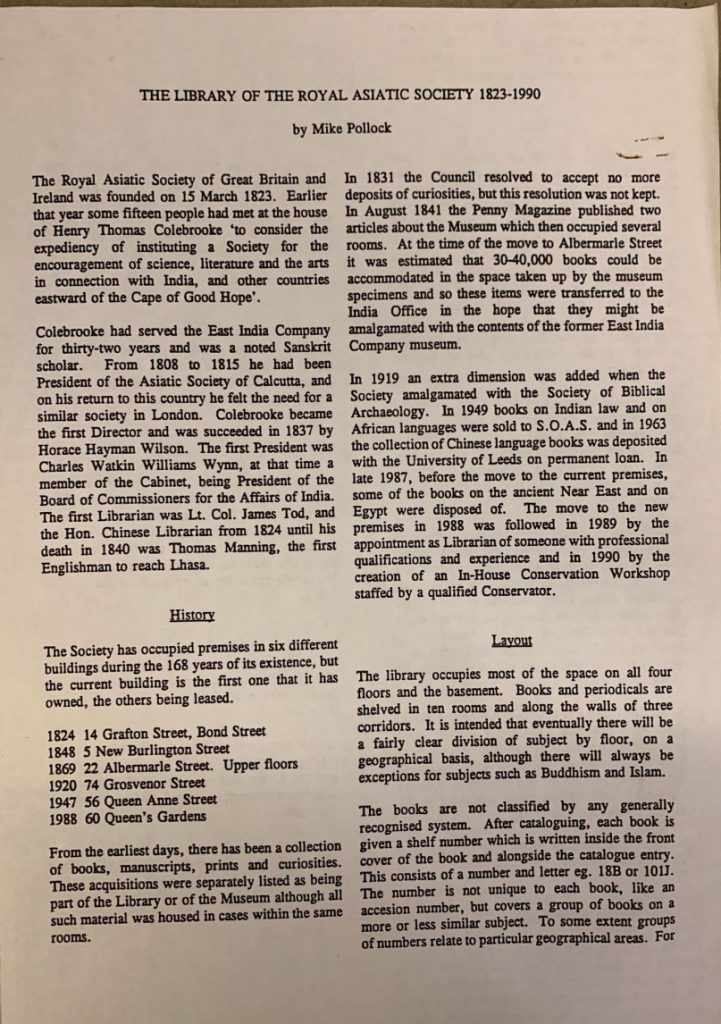 THE LIBRARY OF THE ROYAL ASIATIC SOCIETY 1823-1990
by Mike Pollock
The Royal Asiatic Society of Great Britain and
Ireland was founded on 15 March 1823. Earlier
that year some fifteen people had met at the house
of Henry Thomas Colebrooke ‘to consider the
expediency of instituting a Society for the
encouragement of science, literature and the arts
in connection with India, and other countries
eastward of the Cape of Good Hope’.
Colebrooke had served the East India Company
for thirty-two years and was a noted Sanskrit
scholar. From 1808 to 1815 he had been
President of the Asiatic Society of Calcutta, and
on his return to this country he felt the need for a
similar society in London. Colebrooke became
the first Director and was succeeded in 1837 by
Horace Hayman Wilson. The first President was
Charles Watkin Williams Wynn, at that time a
member of the Cabinet, being President of the
Board of Commissioners for the Affairs of India.
The first Librarian was Lt. Col. James Tod, and
the Hon. Chinese Librarian from 1824 until his
death in 1840 was Thomas Manning, the first
Englishman to reach Lhasa.
History
The Society has occupied premises in six different
buildings during the 168 years of its existence, but
the current building is the first one that it has
owned, the others being leased.
1824 14 Grafton Street, Bond Street
1848 5 New Burlington Street
1869 22 Albermarle Street. Upper floors
1920 74 Grosvenor Street
1947 56 Queen Anne Street
1988 60 Queen’s Gardens
From the earliest days, there has been a collection
of books, manuscripts, prints and curiosities.
These acquisitions were separately listed as being
part of the Library or of the Museum although all
such material was housed in cases within the same
rooms.
In 1831 the Council resolved to accept no more
deposits of curiosities, but this resolution was not kept.
In August 1841 the Penny Magazine published two
articles about the Museum which then occupied several
rooms. At the time of the move to Albermarle Street
it was estimated that 30-40,000 books could be
accommodated in the space taken up by the museum
specimens and so these items were transferred to the
India Office in the hope that they might be
amalgamated with the contents of the former East India
Company museum.
In 1919 an extra dimension was added when the
Society amalgamated with the Society of Biblical
Archaeology. In 1949 books on Indian law and on
African languages were sold to S.O.A.S. and in 1963
the collection of Chinese language books was deposited
with the University of Leeds on permanent loan. In
late 1987, before the move to the current premises,
some of the books on the ancient Near East and on
Egypt were disposed of. The move to the new
premises in 1988 was followed in 1989 by the
appointment as Librarian of someone with professional
qualifications and experience and in 1990 by the
creation of an In-House Conservation Workshop
staffed by a qualified Conservator.
Layout
The library occupies most of the space on all four
floors and the basement. Books and periodicals are
shelved in ten rooms and along the walls of three
corridors. It is intended that eventually there will be
a fairly clear division of subject by floor, on a
geographical basis, although there will always be
exceptions for subjects such as Buddhism and Islam.
The books are not classified by any generally
recognised system. After cataloguing, each book is
given a shelf number which is written inside the front
cover of the book and alongside the catalogue entry.
This consists of a number and letter eg. 18B or 101J.
The number is not unique to each book, like an
accesion number, but covers a group of books on a
more or less similar subject. To some extent groups
of numbers relate to particular geographical areas. For